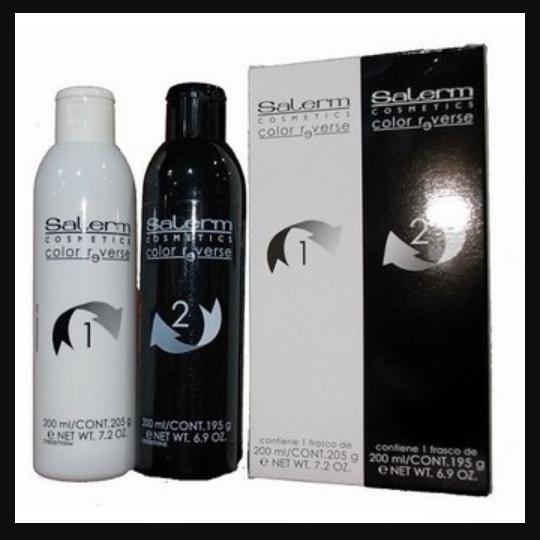 Salerm
COSMETICS
color reverse
1
200 ml/CONT.205 g
e NET WT. 7.2 OZ.
Salerm
COSMETICS
color reverse
2
200 ml/CONT.195 g
e NET WT. 6.9 OZ.
Salerm
COSMETICS
color reverse
1
contiene 1 frasco de
200 ml/CONT.205 g
e NET WT. 7.2 OZ.
Salerm
COSMETICS
color reverse
2
contiene 1 frasco de
200 ml/CONT.195 g
e NET WT. 6.9 OZ.